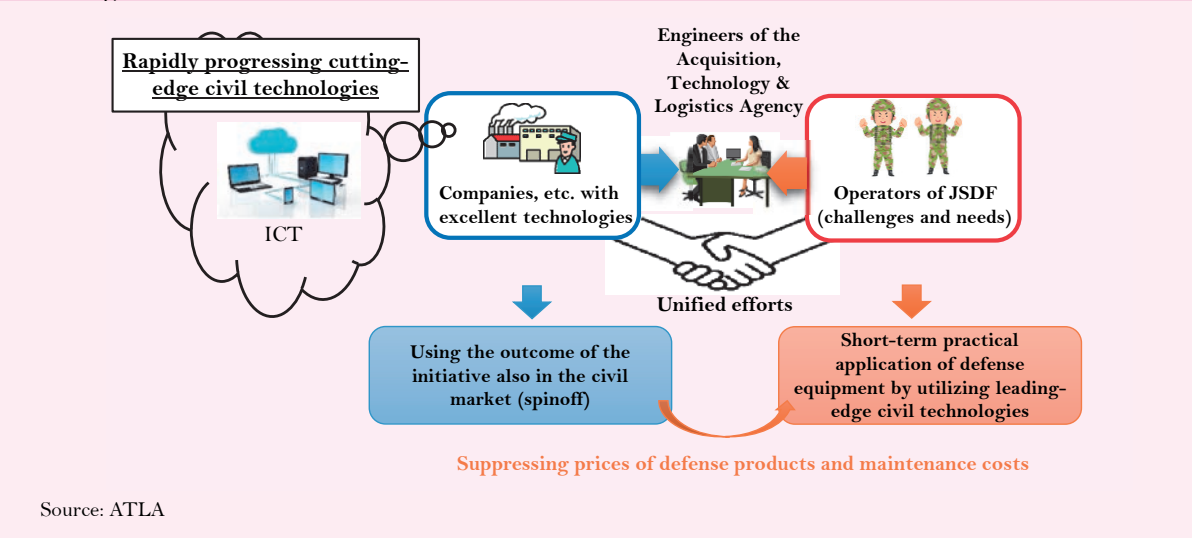 Rapidly progressing cutting-
edge civil technologies
ICT
Companies, etc. with
excellent technologies
Engineers of the
Acquisition,
Technology &
Logistics Agency
Operators of JSDF
(challenges and needs)
Unified efforts
Using the outcome of the
initiative also in the civil
market (spinoff)
Short-term practical
application of defense
equipment by utilizing leading-
edge civil technologies
Suppressing prices of defense products and maintenance costs
Source: ATLA